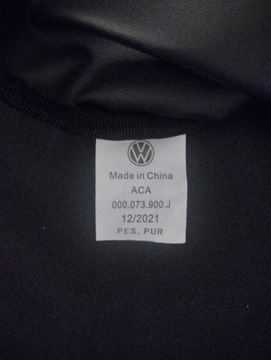 Made in China
ACA
000.073.900.J
12/2021
PES, PUR